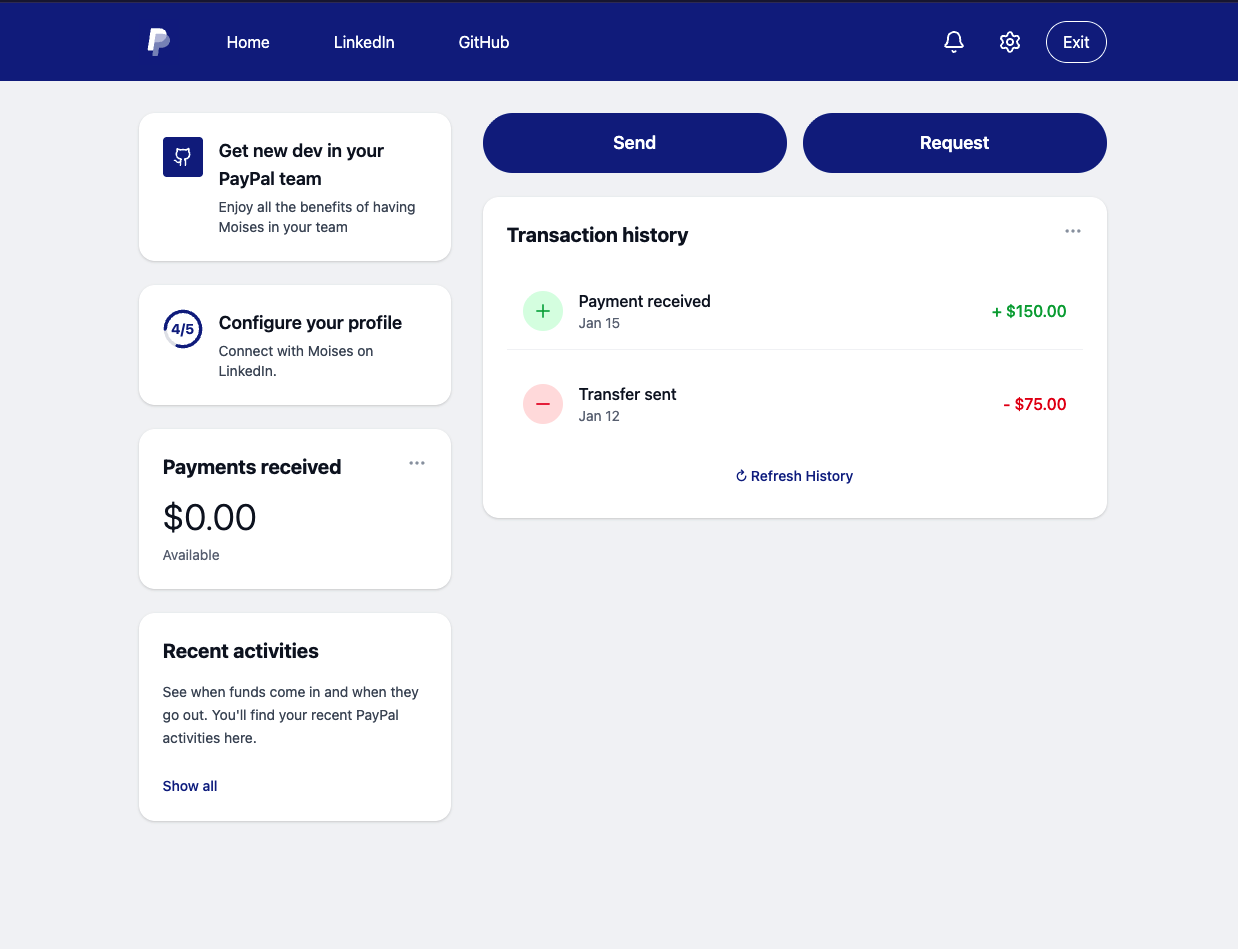 Home LinkedIn GitHub Exit
Get new dev in your
PayPal team
Enjoy all the benefits of having
Moises in your team
4/5
Configure your profile
Connect with Moises on
LinkedIn.
Payments received
$0.00
Available
Recent activities
See when funds come in and when they
go out. You'll find your recent PayPal
activities here.
Show all
Send Request
Transaction history
Payment received
Jan 15
+ $150.00
Transfer sent
Jan 12
- $75.00
Refresh History